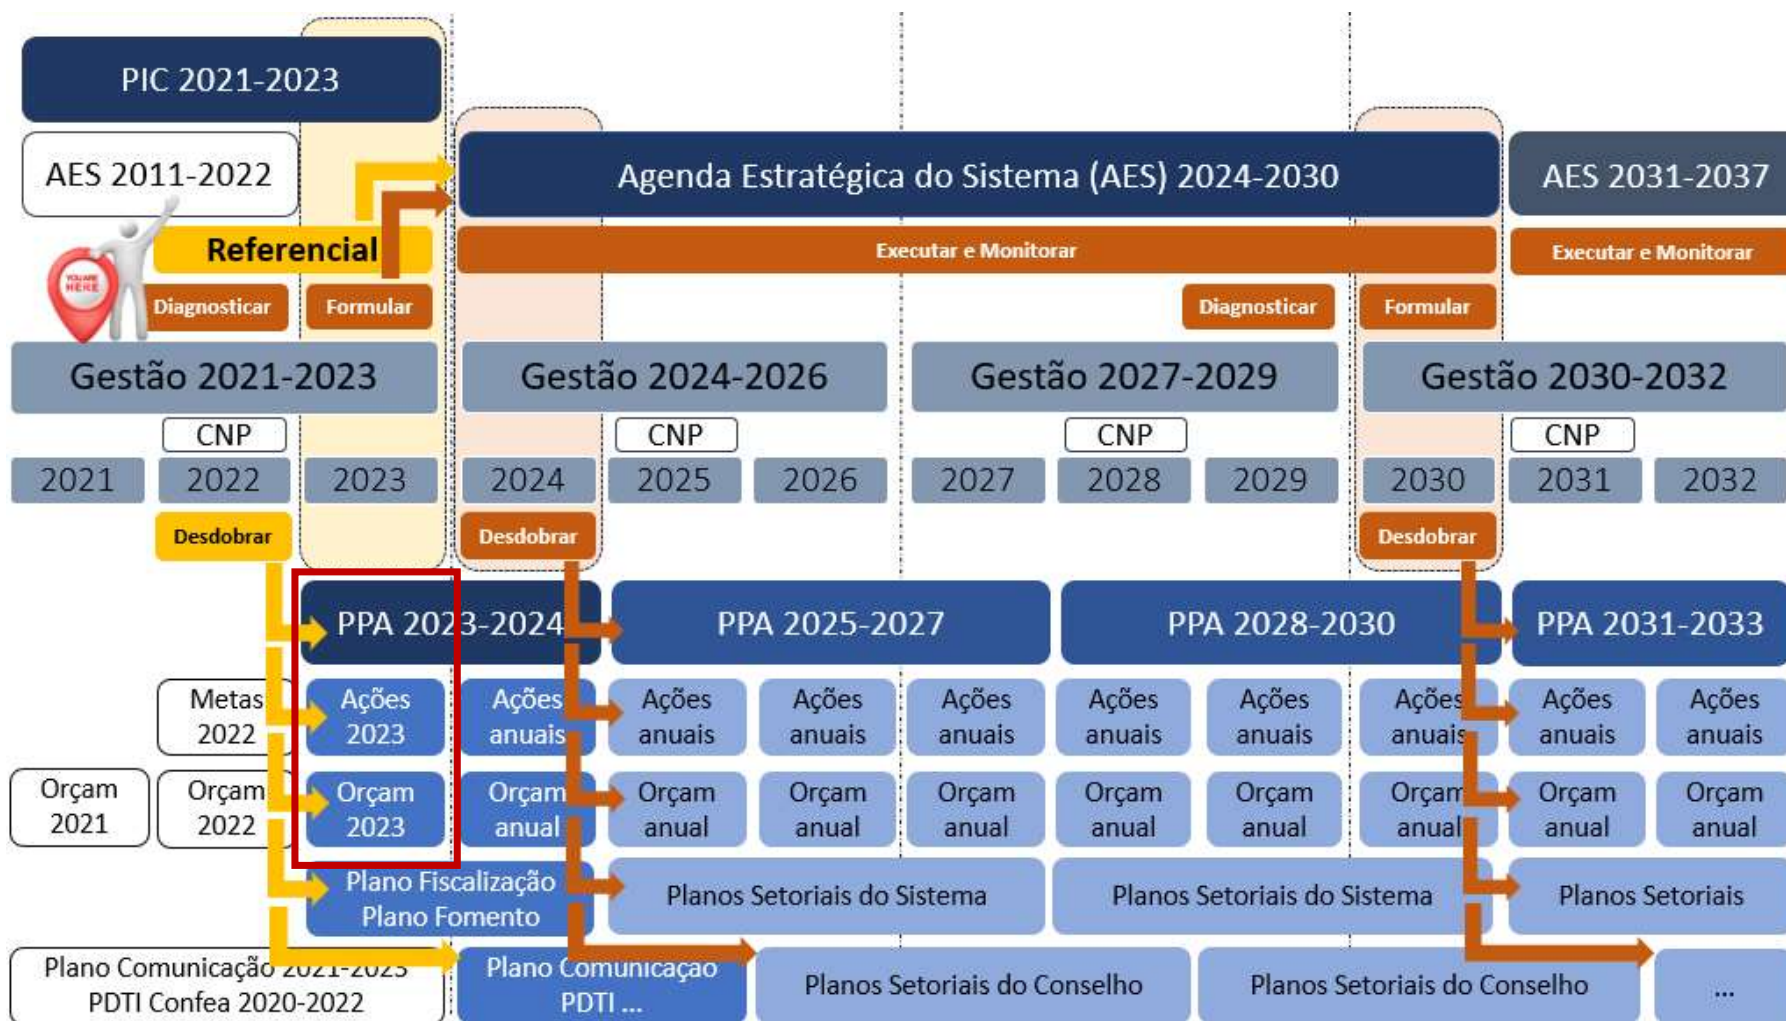 PIC 2021-2023
AES 2011-2022
Agenda Estratégica do Sistema (AES) 2024-2030
AES 2031-2037
Referencial
Executar e Monitorar
Executar e Monitorar
YOU ARE
HERE
Diagnosticar
Formular
Diagnosticar
Formular
Gestão 2021-2023
Gestão 2024-2026
Gestão 2027-2029
Gestão 2030-2032
CNP
CNP
CNP
CNP
2021
2022
2023
2024
2025
2026
2027
2028
2029
2030
2031
2032
Desdobrar
Desdobrar
Desdobrar
PPA 2023-2024
PPA 2025-2027
PPA 2028-2030
PPA 2031-2033
Metas
2022
Ações
2023
Ações
anuais
Ações
anuais
Ações
anuais
Ações
anuais
Ações
anuais
Ações
anuais
Ações
anuais
Ações
anuais
Ações
anuais
Orçam
2021
Orçam
2022
Orçam
2023
Orçam
anual
Orçam
anual
Orçam
anual
Orçam
anual
Orçam
anual
Orçam
anual
Orçam
anual
Orçam
anual
Orçam
anual
Plano Fiscalização
Plano Fomento
Planos Setoriais do Sistema
Planos Setoriais do Sistema
Planos Setoriais
Plano Comunicação 2021-2023
PDTI Confea 2020-2022
Plano Comunicação
PDTI ...
Planos Setoriais do Conselho
Planos Setoriais do Conselho
...